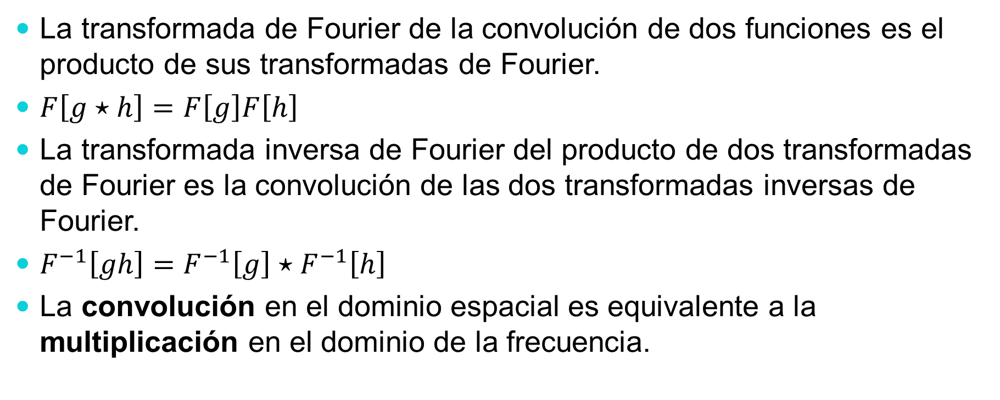 • La transformada de Fourier de la convolución de dos funciones es el
producto de sus transformadas de Fourier.
• F[g ⋆ h] = F[g]F[h]
• La transformada inversa de Fourier del producto de dos transformadas
de Fourier es la convolución de las dos transformadas inversas de
Fourier.
• F⁻¹[gh] = F⁻¹[g] ⋆ F⁻¹[h]
• La convolución en el dominio espacial es equivalente a la
multiplicación en el dominio de la frecuencia.